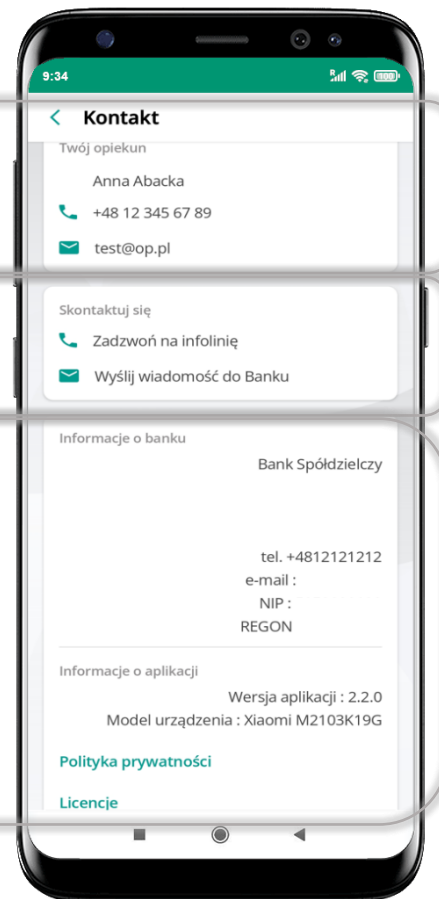 9:34
R
100
Kontakt
Twój opiekun
Anna Abacka
+48 12 345 67 89
test@op.pl
Skontaktuj się
Zadzwoń na infolinię
Wyślij wiadomość do Banku
Informacje o banku
Bank Spółdzielczy
tel. +4812121212
e-mail :
NIP :
REGON
Informacje o aplikacji
Wersja aplikacji : 2.2.0
Model urządzenia : Xiaomi M2103K19G
Polityka prywatności
Licencje